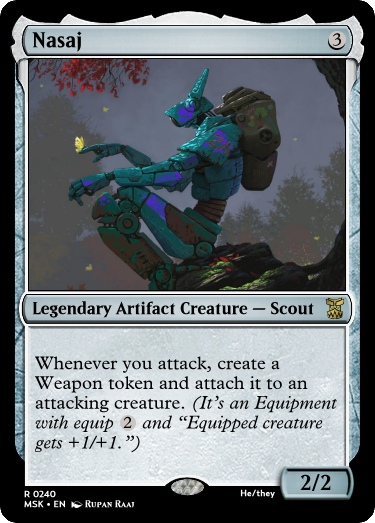 Nasaj 3
Legendary Artifact Creature — Scout
Whenever you attack, create a
Weapon token and attach it to an
attacking creature. (It's an Equipment
with equip 2 and “Equipped creature
gets +1/+1.”)
2/2
R 0240
MSK • EN Rupan Raaj
He/they